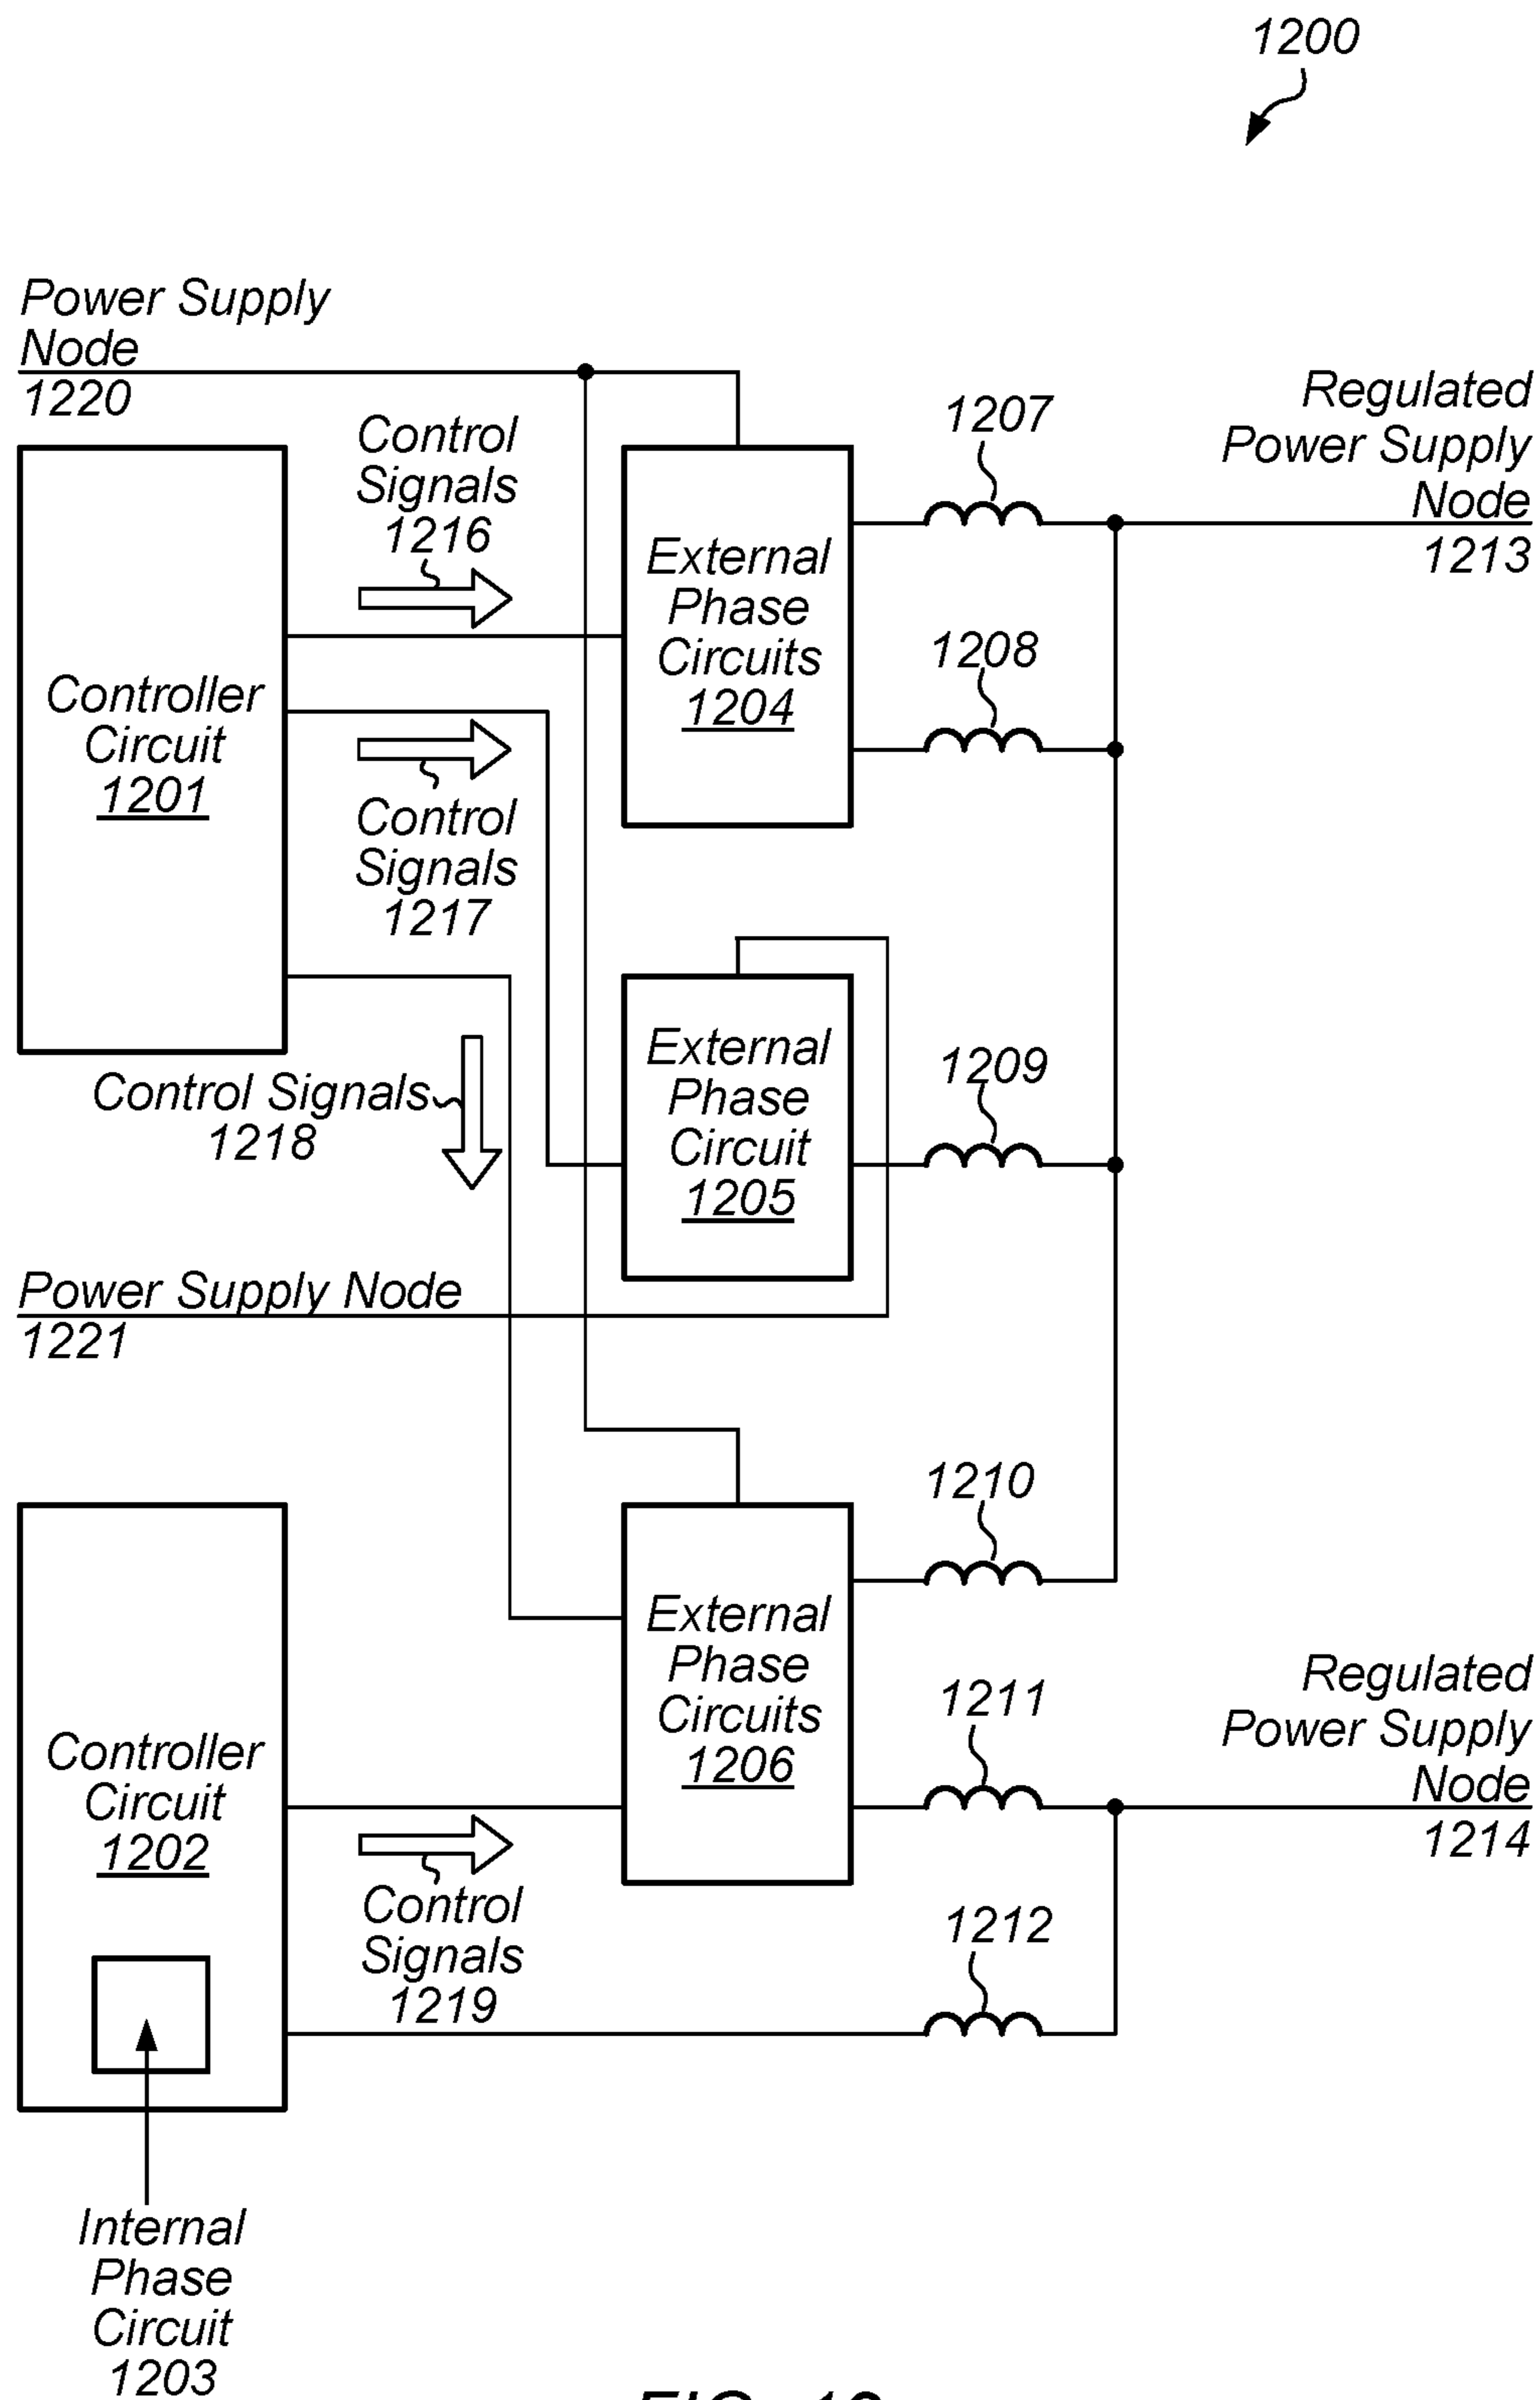 1200
Power Supply
Node
1220
Control
Signals
1216
1207
Regulated
Power Supply
Node
1213
External
Phase
Circuits
1204
1208
Controller
Circuit
1201
Control
Signals
1217
External
Phase
Circuit
1205
1209
Control Signals
1218
Power Supply Node
1221
1210
External
Phase
Circuits
1206
1211
Regulated
Power Supply
Node
1214
Controller
Circuit
1202
Control
Signals
1219
1212
Internal
Phase
Circuit
1203